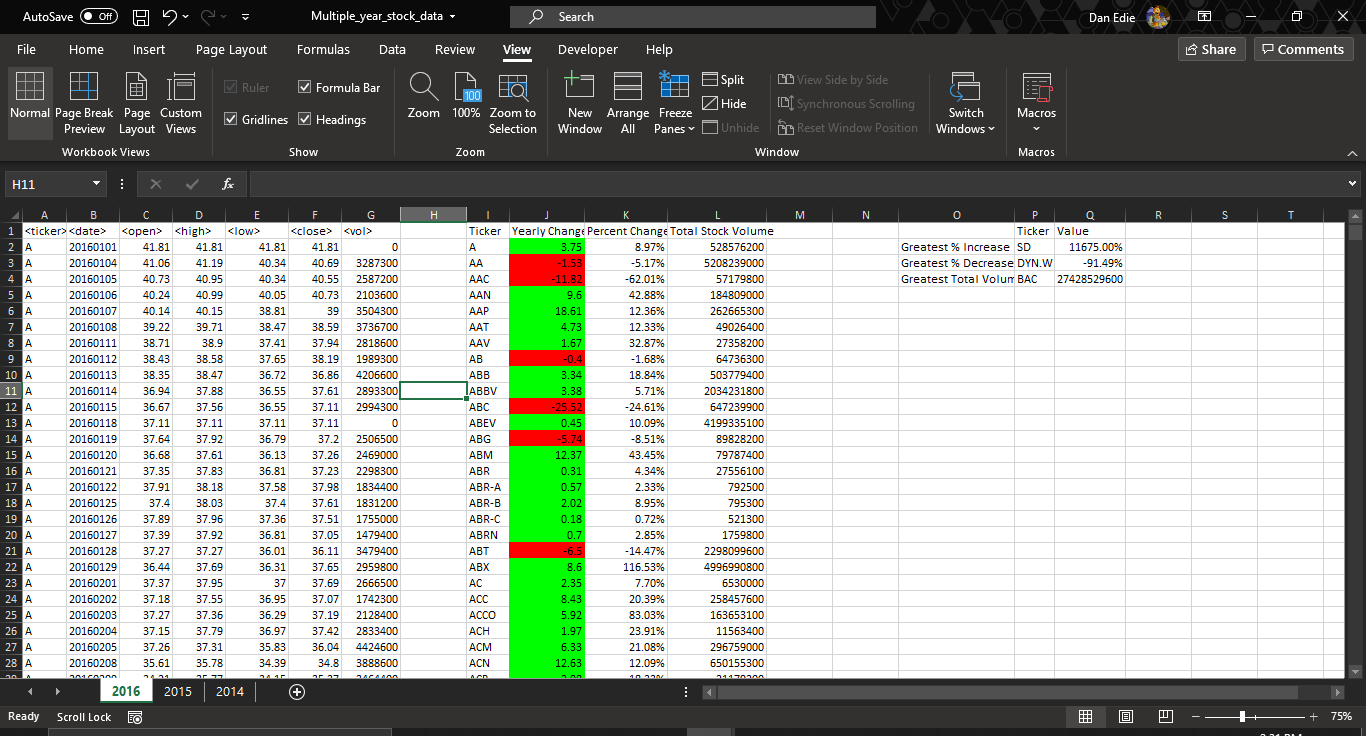 AutoSave Off Multiple_year_stock_data Search Dan Edie
File Home Insert Page Layout Formulas Data Review View Developer Help Share Comments
Normal Page Break Preview Page Layout Custom Views
Workbook Views
Ruler Formula Bar
Gridlines Headings
Show
Zoom 100 100% Zoom to Selection
Zoom
New Window Arrange All Freeze Panes
Split
Hide
Unhide
View Side by Side
Synchronous Scrolling
Reset Window Position
Switch Windows
Window
Macros
Macros
H11 fx
A B C D E F G H I J K L M N O P Q R S T
1 <ticker> <date> <open> <high> <low> <close> <vol> Ticker Yearly Change Percent Change Total Stock Volume Ticker Value
2 A 20160101 41.81 41.81 41.81 41.81 0 A 3.75 8.97% 528576200 Greatest % Increase SD 11675.00%
3 A 20160104 41.06 41.19 40.34 40.69 3287300 AA -1.53 -5.17% 5208239000 Greatest % Decrease DYN.W -91.49%
4 A 20160105 40.73 40.95 40.34 40.55 2587200 AAC -11.82 -62.01% 57179800 Greatest Total Volum BAC 27428529600
5 A 20160106 40.24 40.99 40.05 40.73 2103600 AAN 9.6 42.88% 184809000
6 A 20160107 40.14 40.15 38.81 39 3504300 AAP 18.61 12.36% 262665300
7 A 20160108 39.22 39.71 38.47 38.59 3736700 AAT 4.73 12.33% 49026400
8 A 20160111 38.71 38.9 37.41 37.94 2818600 AAV 1.67 32.87% 27358200
9 A 20160112 38.43 38.58 37.65 38.19 1989300 AB -0.4 -1.68% 64736300
10 A 20160113 38.35 38.47 36.72 36.86 4206600 ABB 3.34 18.84% 503779400
11 A 20160114 36.94 37.88 36.55 37.61 2893300 ABBV 3.38 5.71% 2034231800
12 A 20160115 36.67 37.56 36.55 37.11 2994300 ABC -25.52 -24.61% 647239900
13 A 20160118 37.11 37.11 37.11 37.11 0 ABEV 0.45 10.09% 4199335100
14 A 20160119 37.64 37.92 36.79 37.2 2506500 ABG -5.74 -8.51% 89828200
15 A 20160120 36.68 37.61 36.13 37.26 2469000 ABM 12.37 43.45% 79787400
16 A 20160121 37.35 37.83 36.81 37.23 2298300 ABR 0.31 4.34% 27556100
17 A 20160122 37.91 38.18 37.58 37.98 1834400 ABR-A 0.57 2.33% 792500
18 A 20160125 37.4 38.03 37.4 37.61 1831200 ABR-B 2.02 8.95% 795300
19 A 20160126 37.89 37.96 37.36 37.51 1755000 ABR-C 0.18 0.72% 521300
20 A 20160127 37.39 37.92 36.81 37.05 1479400 ABRN 0.7 2.85% 1759800
21 A 20160128 37.27 37.27 36.01 36.11 3479400 ABT -6.5 -14.47% 2298099600
22 A 20160129 36.44 37.69 36.31 37.65 2959800 ABX 8.6 116.53% 4996990800
23 A 20160201 37.37 37.95 37 37.69 2666500 AC 2.35 7.70% 6530000
24 A 20160202 37.18 37.55 36.95 37.07 1742300 ACC 8.43 20.39% 258457600
25 A 20160203 37.27 37.36 36.29 37.19 2128400 ACCO 5.92 83.03% 163653100
26 A 20160204 37.15 37.79 36.97 37.42 2833400 ACH 1.97 23.91% 11563400
27 A 20160205 37.26 37.31 35.83 36.04 4424600 ACM 6.33 21.08% 296759000
28 A 20160208 35.61 35.78 34.39 34.8 3888600 ACN 12.63 12.09% 650155300
2016 2015 2014
Ready Scroll Lock 75%